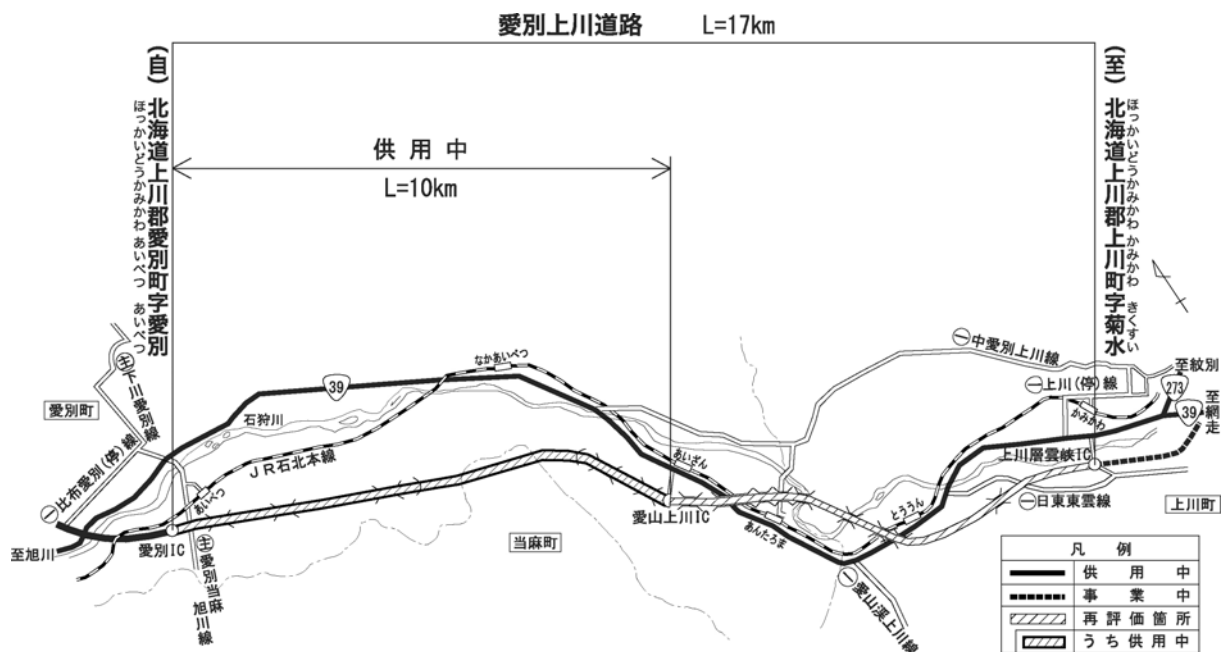 愛別上川道路 L=17km
(自) 北海道上川郡愛別町字愛別
ほっかいどうかみかわ あいべつ あいべつ
(至) 北海道上川郡上川町字菊水
ほっかいどうかみかわ かみかわ きくすい
供用中
L=10km
主 下川愛別線
愛別町
一 比布愛別(停)線
39
石狩川
JR石北本線
なかあいべつ
あいべつ
至旭川
愛別IC
主 愛別当麻旭川線
当麻町
あいざん
愛山上川IC
あんたろま
一 愛山渓上川線
とううん
一 中愛別上川線
一 上川(停)線
かみかわ
至紋別
273
39
至網走
上川層雲峡IC
一 日東東雲線
上川町
凡例
供用中
事業中
再評価箇所
うち供用中